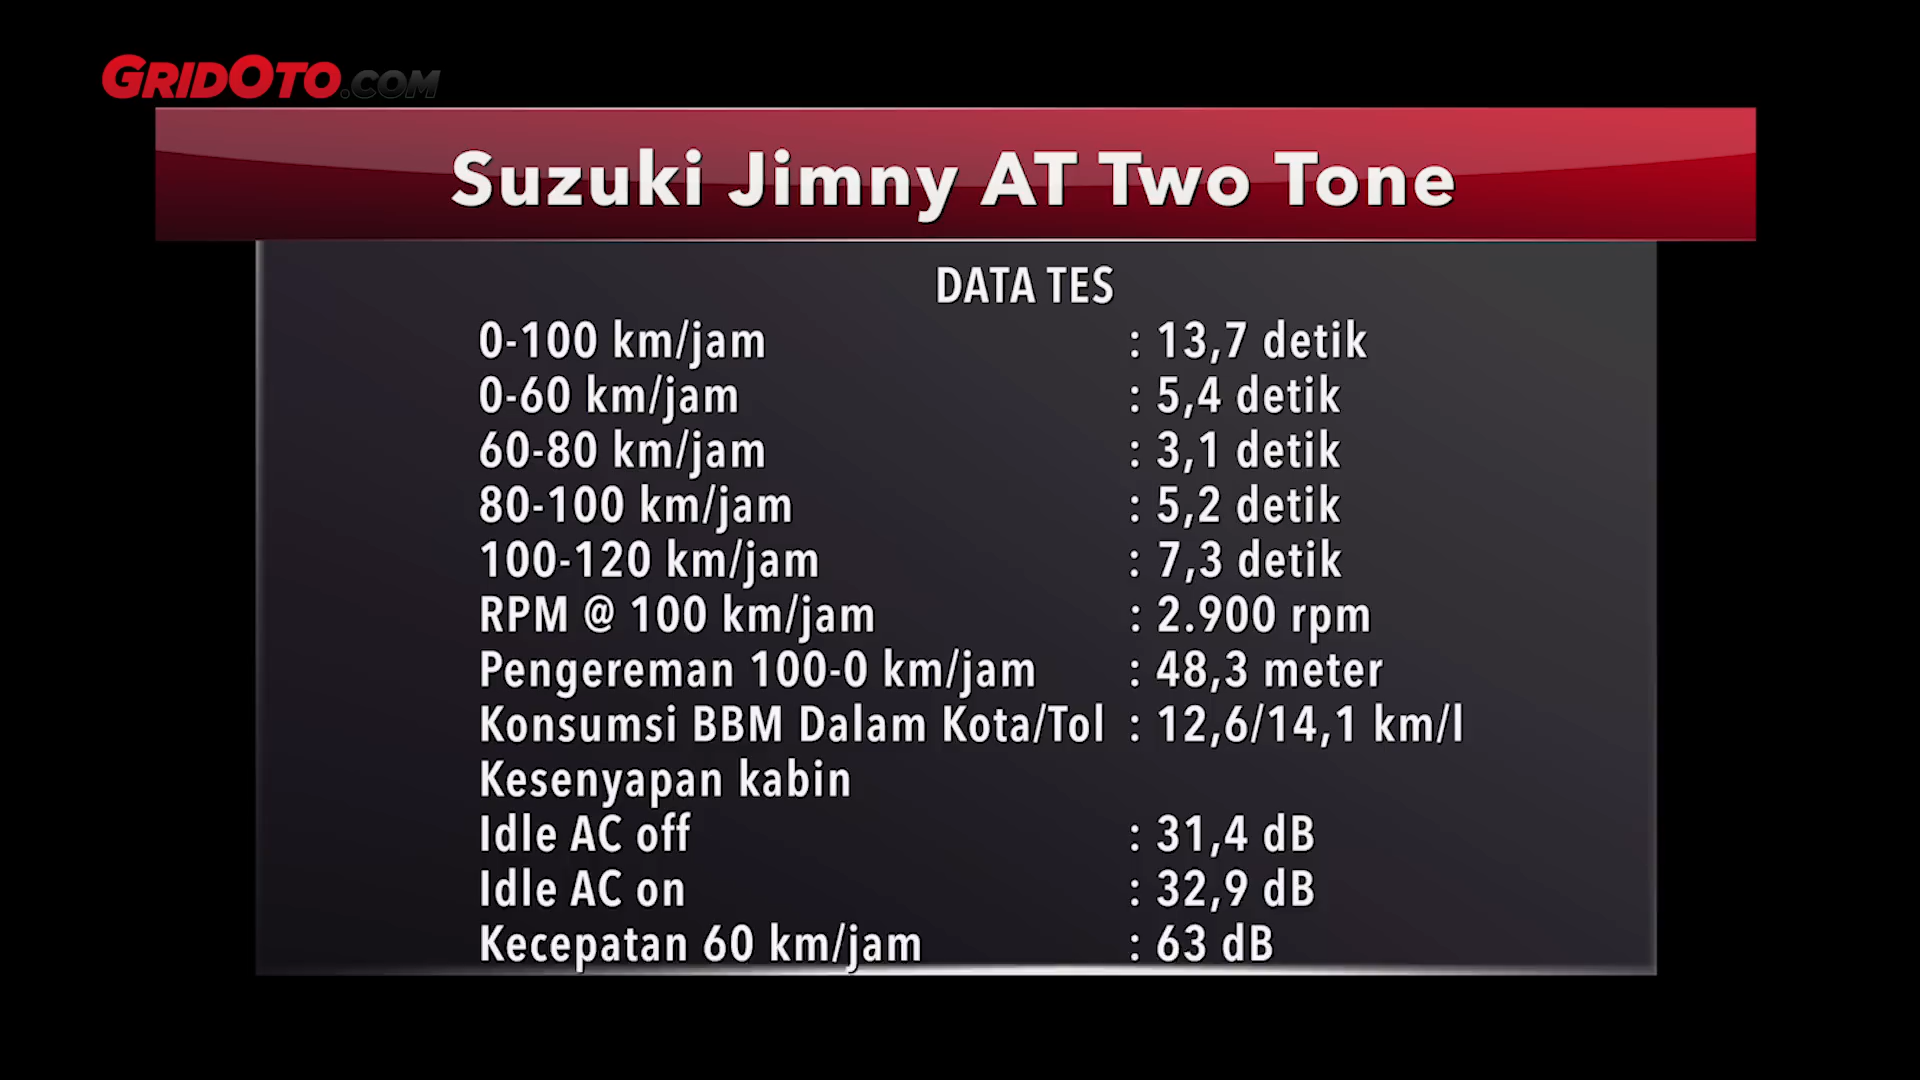 GRIDOTO.COM
Suzuki Jimny AT Two Tone
DATA TES
0-100 km/jam : 13,7 detik
0-60 km/jam : 5,4 detik
60-80 km/jam : 3,1 detik
80-100 km/jam : 5,2 detik
100-120 km/jam : 7,3 detik
RPM @ 100 km/jam : 2.900 rpm
Pengereman 100-0 km/jam : 48,3 meter
Konsumsi BBM Dalam Kota/Tol : 12,6/14,1 km/l
Kesenyapan kabin
Idle AC off : 31,4 dB
Idle AC on : 32,9 dB
Kecepatan 60 km/jam : 63 dB